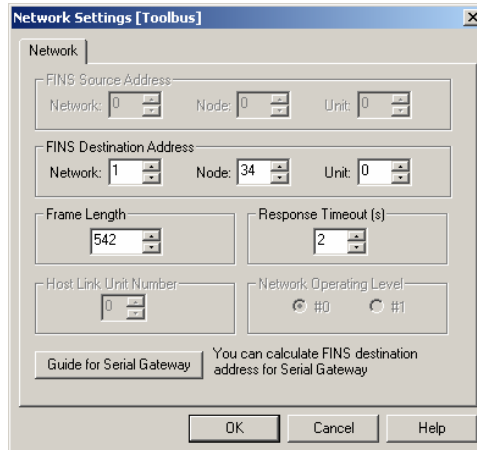 Network Settings [Toolbus]
Network
FINS Source Address
Network: 0 Node: 0 Unit: 0
FINS Destination Address
Network: 1 Node: 34 Unit: 0
Frame Length
542
Response Timeout (s)
2
Host Link Unit Number
0
Network Operating Level
#0 #1
Guide for Serial Gateway
You can calculate FINS destination
address for Serial Gateway
OK Cancel Help